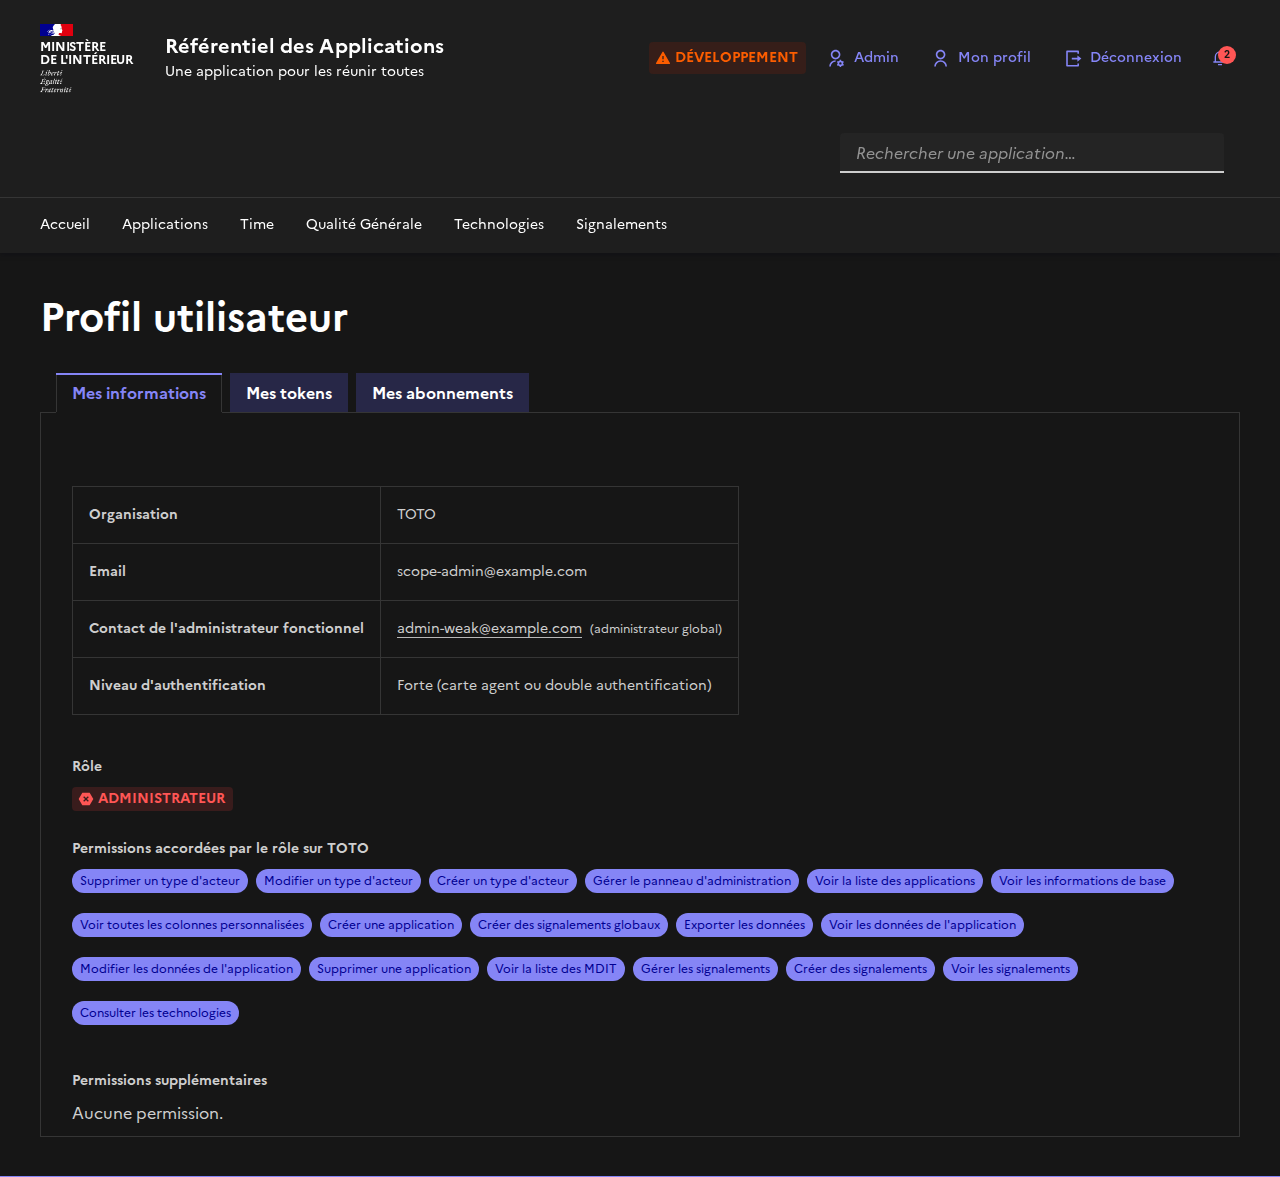 MINISTÈRE
DE L'INTÉRIEUR
Liberté
Égalité
Fraternité
Référentiel des Applications
Une application pour les réunir toutes
DÉVELOPPEMENT
Admin
Mon profil
Déconnexion
2
Rechercher une application...
Accueil Applications Time Qualité Générale Technologies Signalements
Profil utilisateur
Mes informations Mes tokens Mes abonnements
Organisation TOTO
Email scope-admin@example.com
Contact de l'administrateur fonctionnel admin-weak@example.com (administrateur global)
Niveau d'authentification Forte (carte agent ou double authentification)
Rôle
ADMINISTRATEUR
Permissions accordées par le rôle sur TOTO
Supprimer un type d'acteur Modifier un type d'acteur Créer un type d'acteur Gérer le panneau d'administration Voir la liste des applications Voir les informations de base
Voir toutes les colonnes personnalisées Créer une application Créer des signalements globaux Exporter les données Voir les données de l'application
Modifier les données de l'application Supprimer une application Voir la liste des MDIT Gérer les signalements Créer des signalements Voir les signalements
Consulter les technologies
Permissions supplémentaires
Aucune permission.